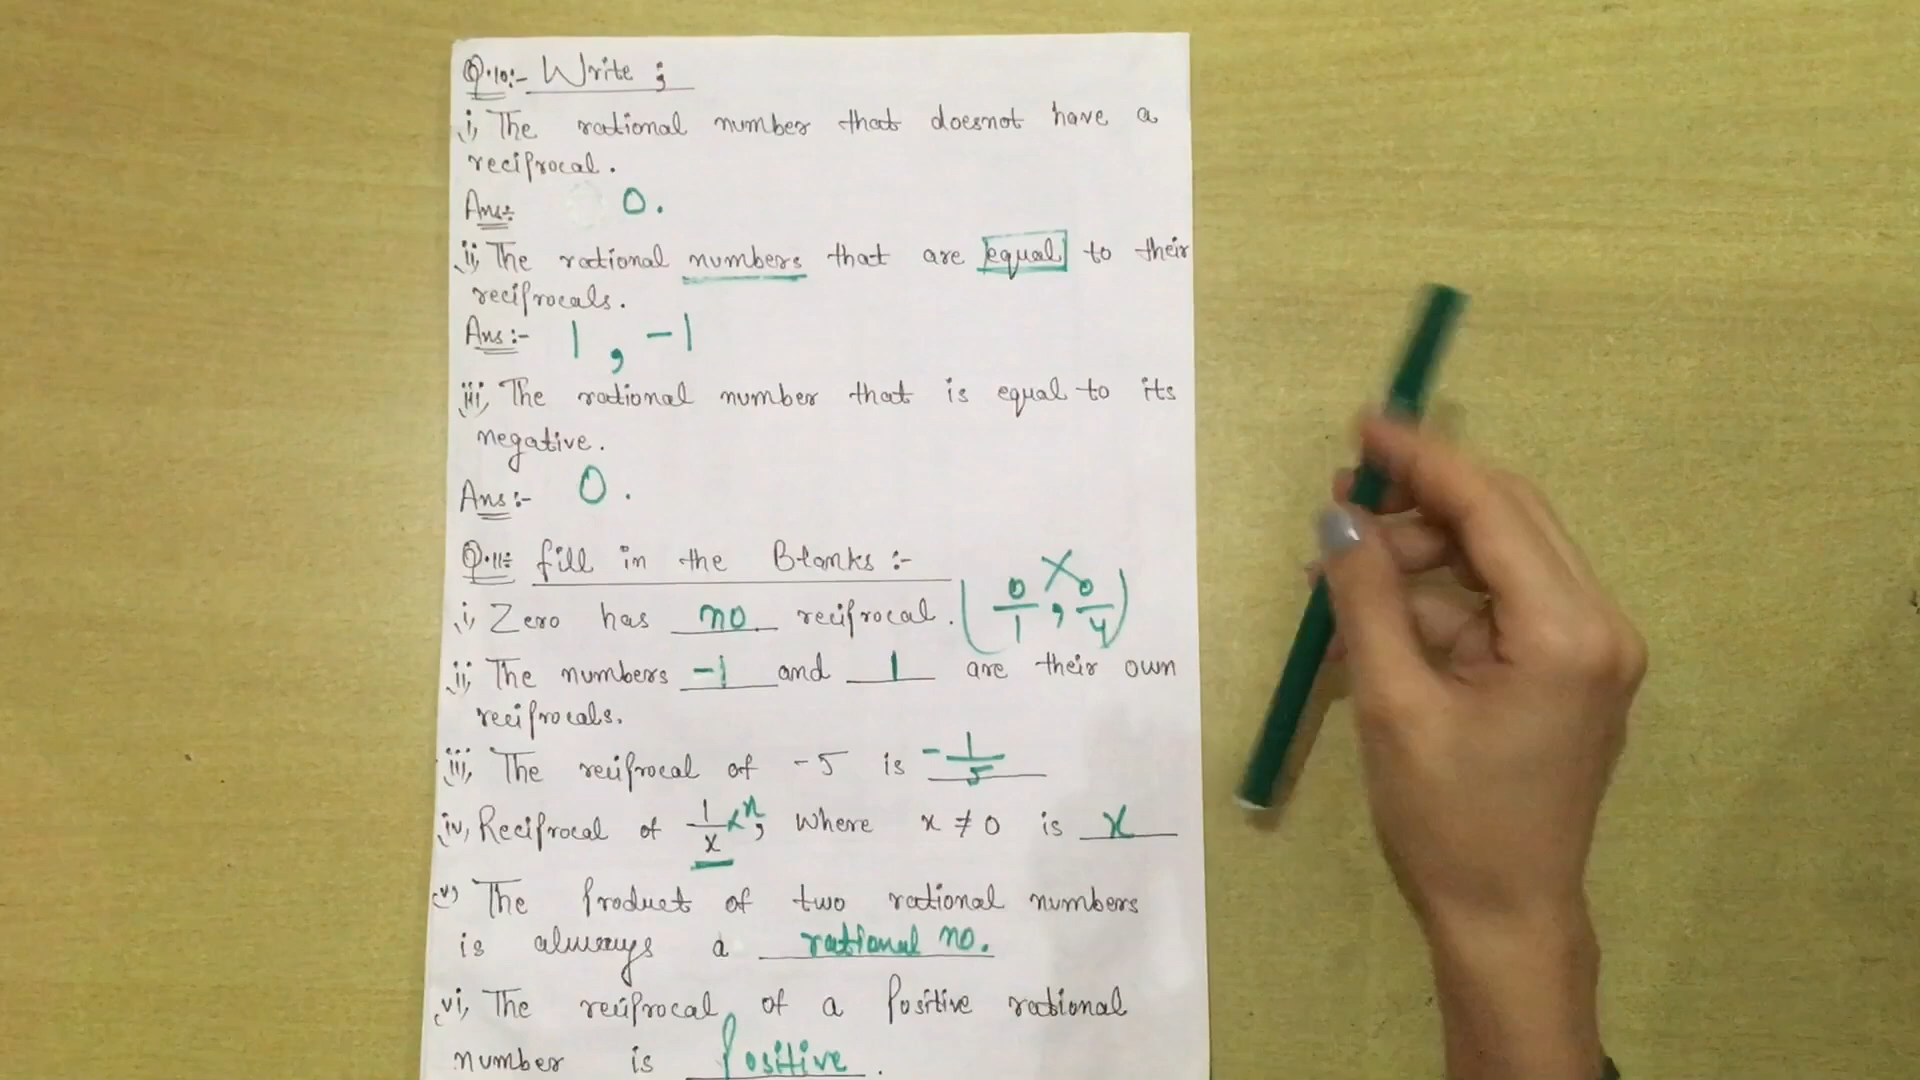 Q.10:- Write ;
i, The rational number that doesnot have a
reciprocal.
Ans:- 0.
ii, The rational numbers that are equal to their
reciprocals.
Ans:- 1 , -1
iii, The rational number that is equal to its
negative.
Ans:- 0.
Q.11:- fill in the Blanks :-
i, Zero has no reciprocal. (0/1 , 0/4) X
ii, The numbers -1 and 1 are their own
reciprocals.
iii, The reciprocal of -5 is -1/5
iv, Reciprocal of 1/x × x, where x ≠ 0 is x
v, The Product of two rational numbers
is always a rational no.
vi, The reciprocal of a Positive rational
number is Positive.